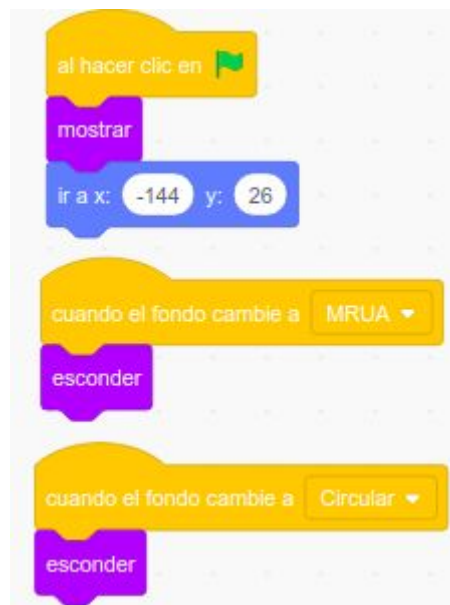 al hacer clic en
mostrar
ir a x: -144 y: 26
cuando el fondo cambie a MRUA
esconder
cuando el fondo cambie a Circular
esconder